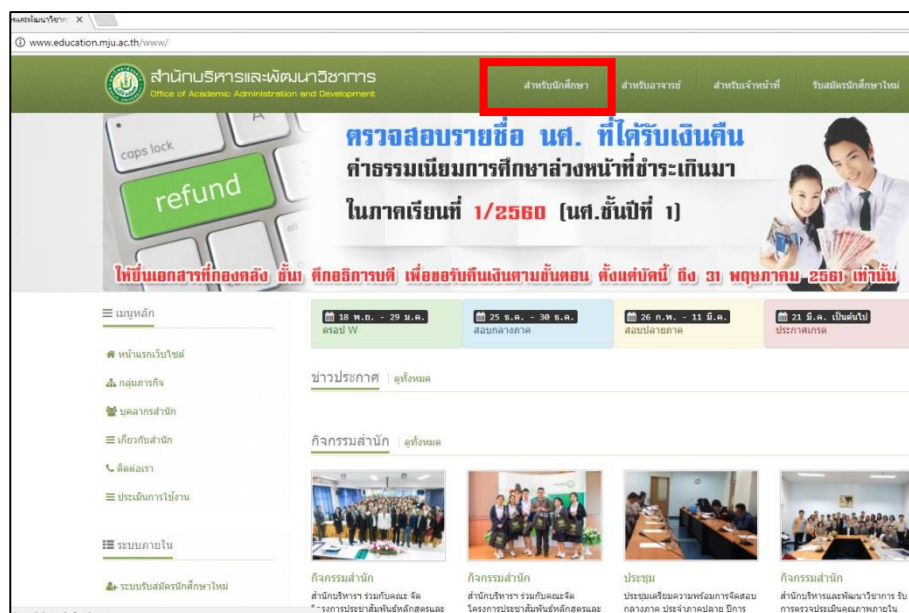 www.education.mju.ac.th/www/
สำนักบริหารและพัฒนาวิชาการ
Office of Academic Administration and Development
สำหรับนักศึกษา
สำหรับอาจารย์
สำหรับเจ้าหน้าที่
รับสมัครนักศึกษาใหม่
caps lock
A
refund
alt
ตรวจสอบรายชื่อ นศ. ที่ได้รับเงินคืน
ค่าธรรมเนียมการศึกษาล่วงหน้าที่ชำระเกินมา
ในภาคเรียนที่ 1/2560 (นศ.ชั้นปีที่ 1)
ให้ยื่นเอกสารที่กองคลัง ชั้น1 ตึกอธิการบดี เพื่อขอรับคืนเงินตามขั้นตอน ตั้งแต่บัดนี้ ถึง 31 พฤษภาคม 2561 เท่านั้น
เมนูหลัก
หน้าแรกเว็บไซต์
กลุ่มภารกิจ
บุคลากรสำนัก
เกี่ยวกับสำนัก
ติดต่อเรา
ประเมินการใช้งาน
ระบบภายใน
ระบบรับสมัครนักศึกษาใหม่
18 พ.ย. - 29 ม.ค.
ดรอป W
25 ธ.ค. - 30 ธ.ค.
สอบกลางภาค
26 ก.พ. - 11 มี.ค.
สอบปลายภาค
21 มี.ค. เป็นต้นไป
ประกาศเกรด
ข่าวประกาศ ดูทั้งหมด
กิจกรรมสำนัก ดูทั้งหมด
กิจกรรมสำนัก
สำนักบริหารฯ ร่วมกับคณะ จัด
โครงการประชาสัมพันธ์หลักสูตรและ
กิจกรรมสำนัก
สำนักบริหารฯ ร่วมกับคณะจัด
โครงการประชาสัมพันธ์หลักสูตรและ
ประชุม
ประชุมเตรียมความพร้อมการจัดสอบ
กลางภาค ประจำภาคปลาย ปีการ
กิจกรรมสำนัก
สำนักบริหารและพัฒนาวิชาการ รับ
การตรวจประเมินคุณภาพภายใน